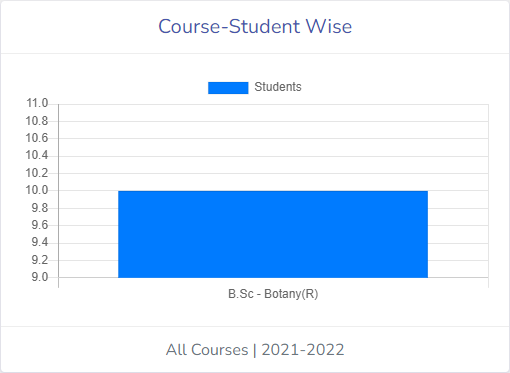 Course-Student Wise
Students
11.0
10.8
10.6
10.4
10.2
10.0
9.8
9.6
9.4
9.2
9.0
B.Sc - Botany(R)
All Courses | 2021-2022